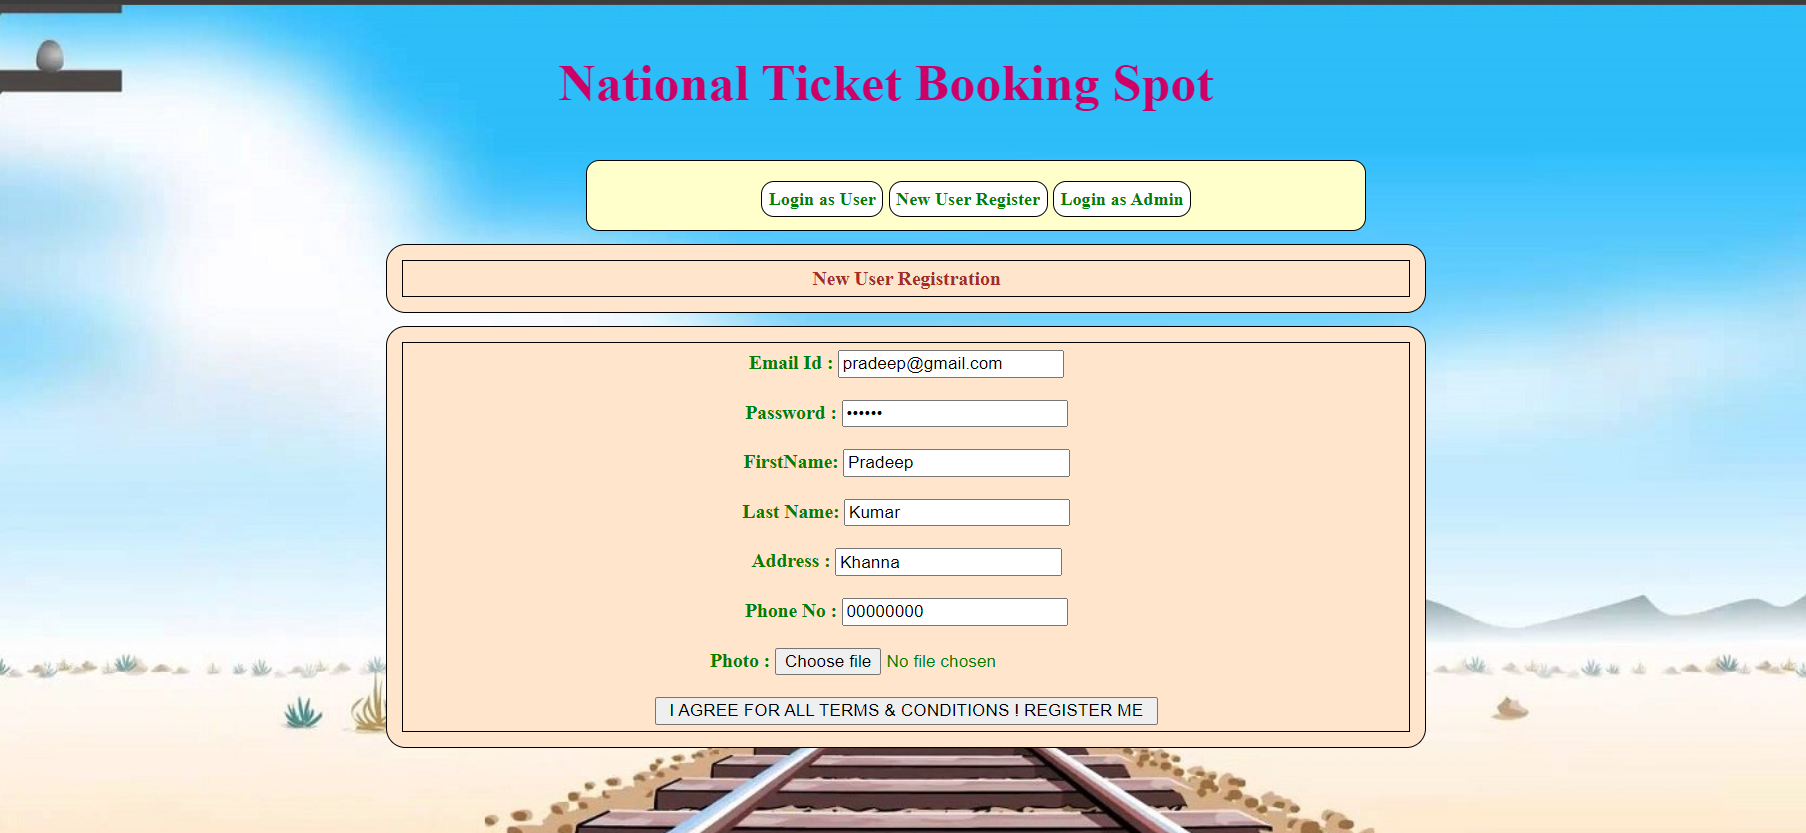 National Ticket Booking Spot
Login as User New User Register Login as Admin
New User Registration
Email Id : pradeep@gmail.com
Password : ••••••
FirstName: Pradeep
Last Name: Kumar
Address : Khanna
Phone No : 00000000
Photo : Choose file No file chosen
I AGREE FOR ALL TERMS & CONDITIONS ! REGISTER ME